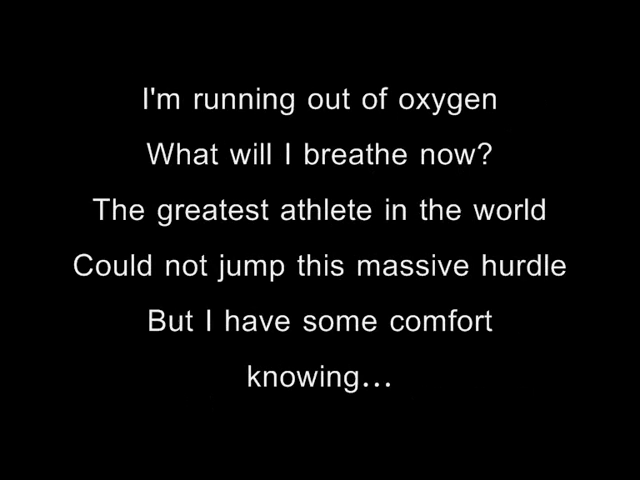 I'm running out of oxygen
What will I breathe now?
The greatest athlete in the world
Could not jump this massive hurdle
But I have some comfort
knowing...